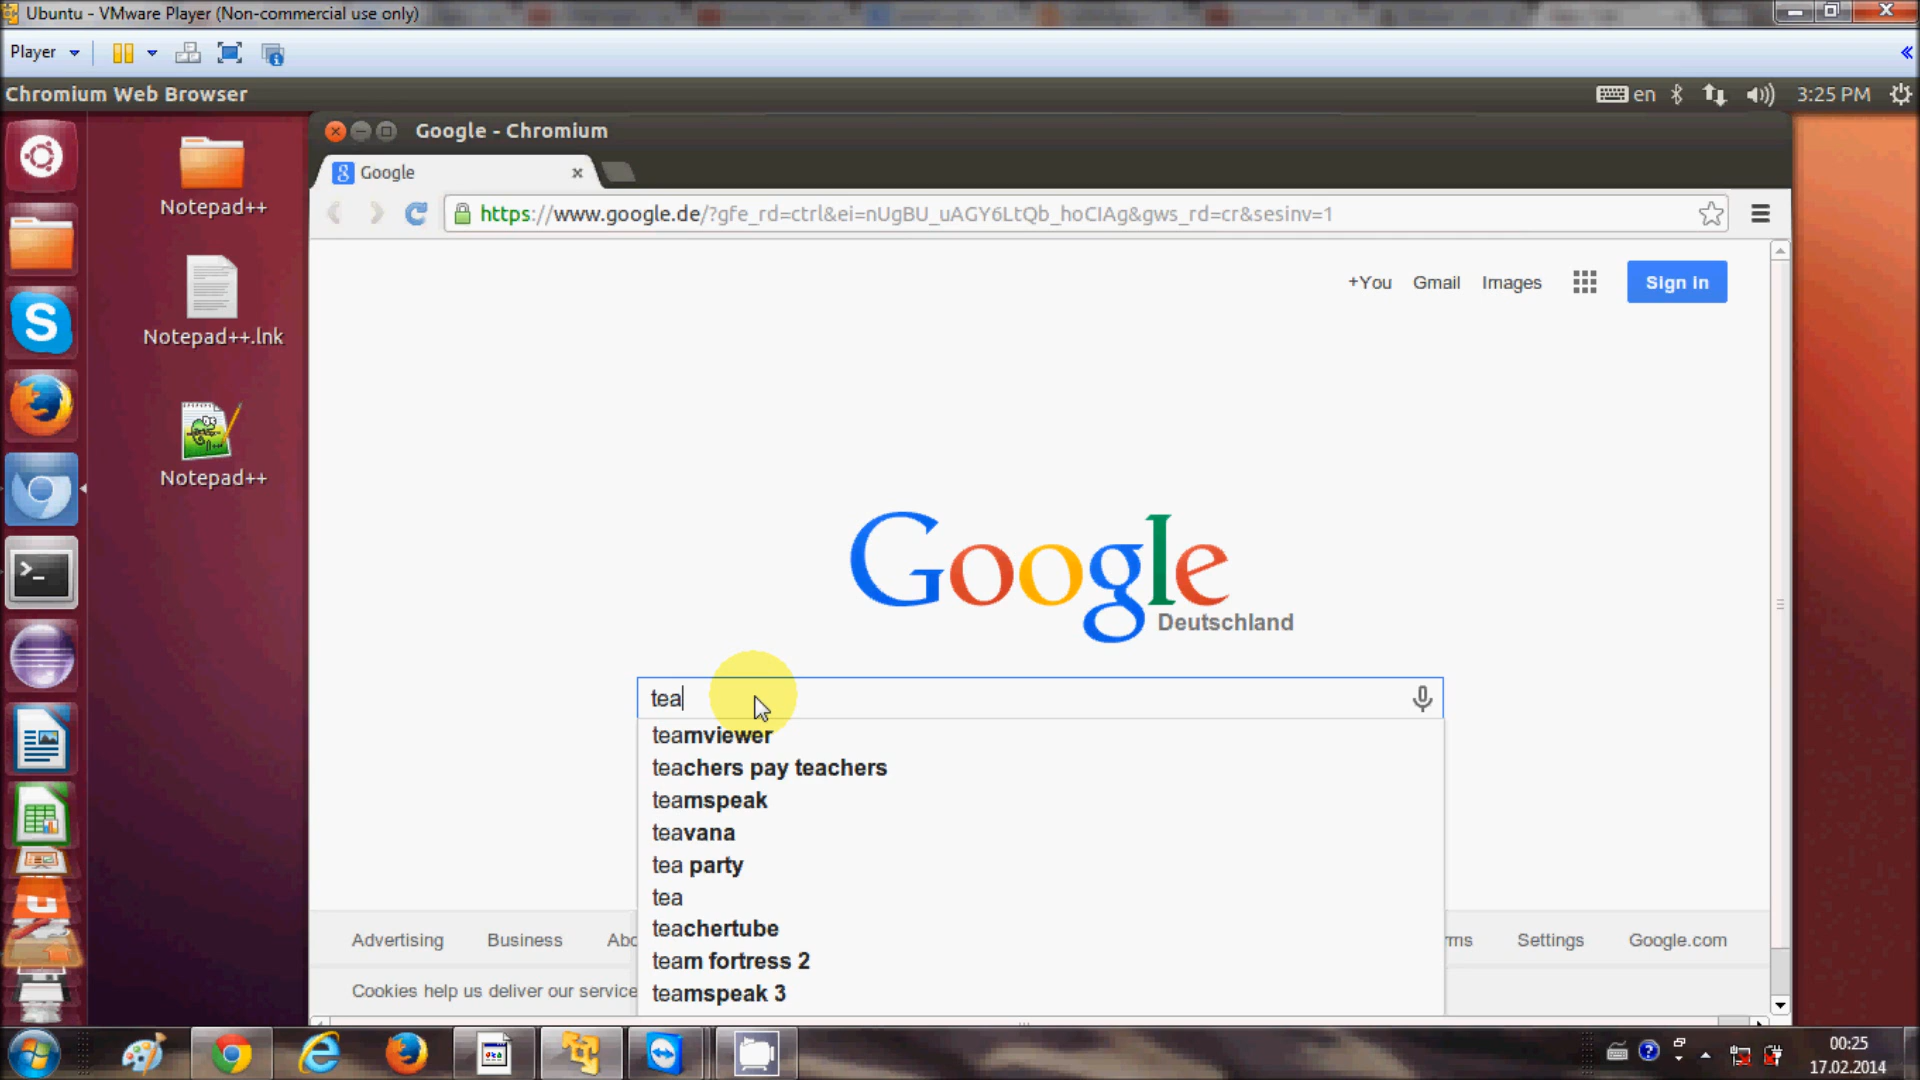 Ubuntu - VMware Player (Non-commercial use only)
Player
Chromium Web Browser
en
3:25 PM
Notepad++
Notepad++.lnk
Notepad++
Google - Chromium
Google
https://www.google.de/?gfe_rd=ctrl&ei=nUgBU_uAGY6LtQb_hoCIAg&gws_rd=cr&sesinv=1
+You Gmail Images Sign in
Google
Deutschland
tea
teamviewer
teachers pay teachers
teamspeak
teavana
tea party
tea
teachertube
team fortress 2
teamspeak 3
Advertising Business Abo
rms Settings Google.com
Cookies help us deliver our service
00:25
17.02.2014